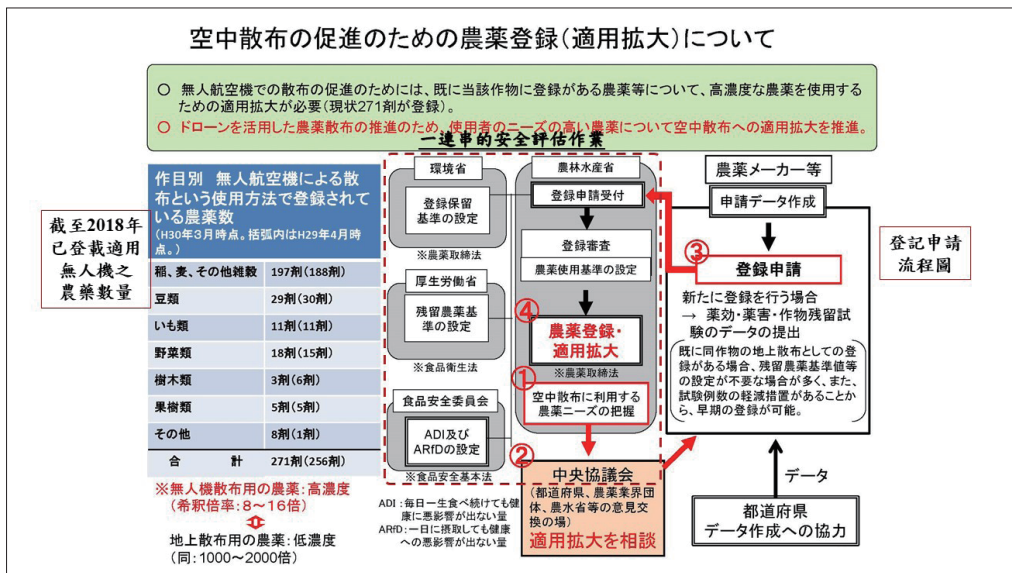 空中散布の促進のための農薬登録(適用拡大)について
○ 無人航空機での散布の促進のためには、既に当該作物に登録がある農薬等について、高濃度な農薬を使用する
ための適用拡大が必要(現状271剤が登録)。
○ ドローンを活用した農薬散布の推進のため、使用者のニーズの高い農薬について空中散布への適用拡大を推進。
一連串的安全評估作業
截至2018年
已登載適用
無人機之
農藥數量
作目別 無人航空機による散
布という使用方法で登録されて
いる農薬数
(H30年3月時点。括弧内はH29年4月時
点。)
稲、麦、その他雑穀 197剤(188剤)
豆類 29剤(30剤)
いも類 11剤(11剤)
野菜類 18剤(15剤)
樹木類 3剤(6剤)
果樹類 5剤(5剤)
その他 8剤(1剤)
合 計 271剤(256剤)
※無人機散布用の農薬:高濃度
(希釈倍率:8~16倍)
地上散布用の農薬:低濃度
(同:1000~2000倍)
環境省
登録保留
基準の設定
※農薬取締法
厚生労働省
残留農薬基
準の設定
※食品衛生法
食品安全委員会
ADI及び
ARfDの設定
※食品安全基本法
ADI:毎日一生食べ続けても健
康に悪影響が出ない量
ARfD:一日に摂取しても健康
への悪影響が出ない量
農林水産省
登録申請受付
登録審査
農薬使用基準の設定
④
農薬登録・
適用拡大
※農薬取締法
①
空中散布に利用する
農薬ニーズの把握
②
中央協議会
(都道府県、農薬業界団
体、農水省等の意見交
換の場)
適用拡大を相談
農薬メーカー等
申請データ作成
③
登録申請
新たに登録を行う場合
→ 薬効・薬害・作物残留試
験のデータの提出
既に同作物の地上散布としての登
録がある場合、残留農薬基準値等
の設定が不要な場合が多く、また、
試験例数の軽減措置があることか
ら、早期の登録が可能。
データ
都道府県
データ作成への協力
登記申請
流程圖